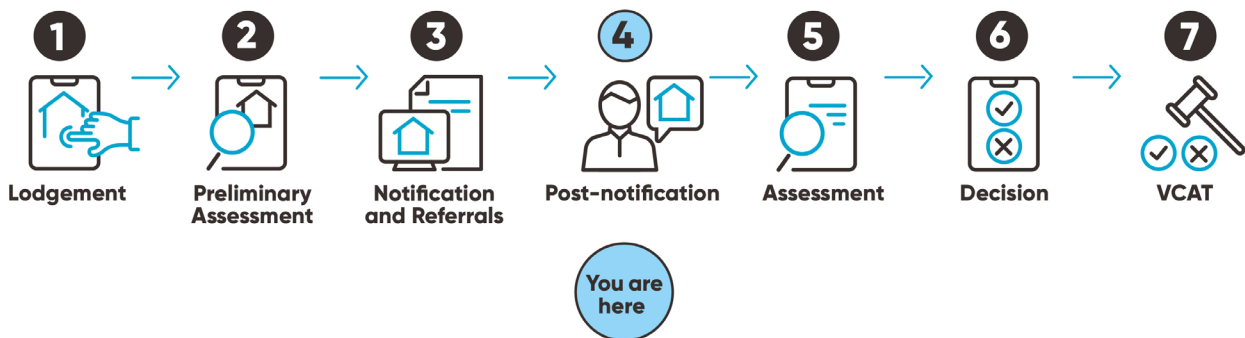 1
2
3
4
5
6
7
Lodgement
Preliminary
Assessment
Notification
and Referrals
Post-notification
Assessment
Decision
VCAT
You are
here